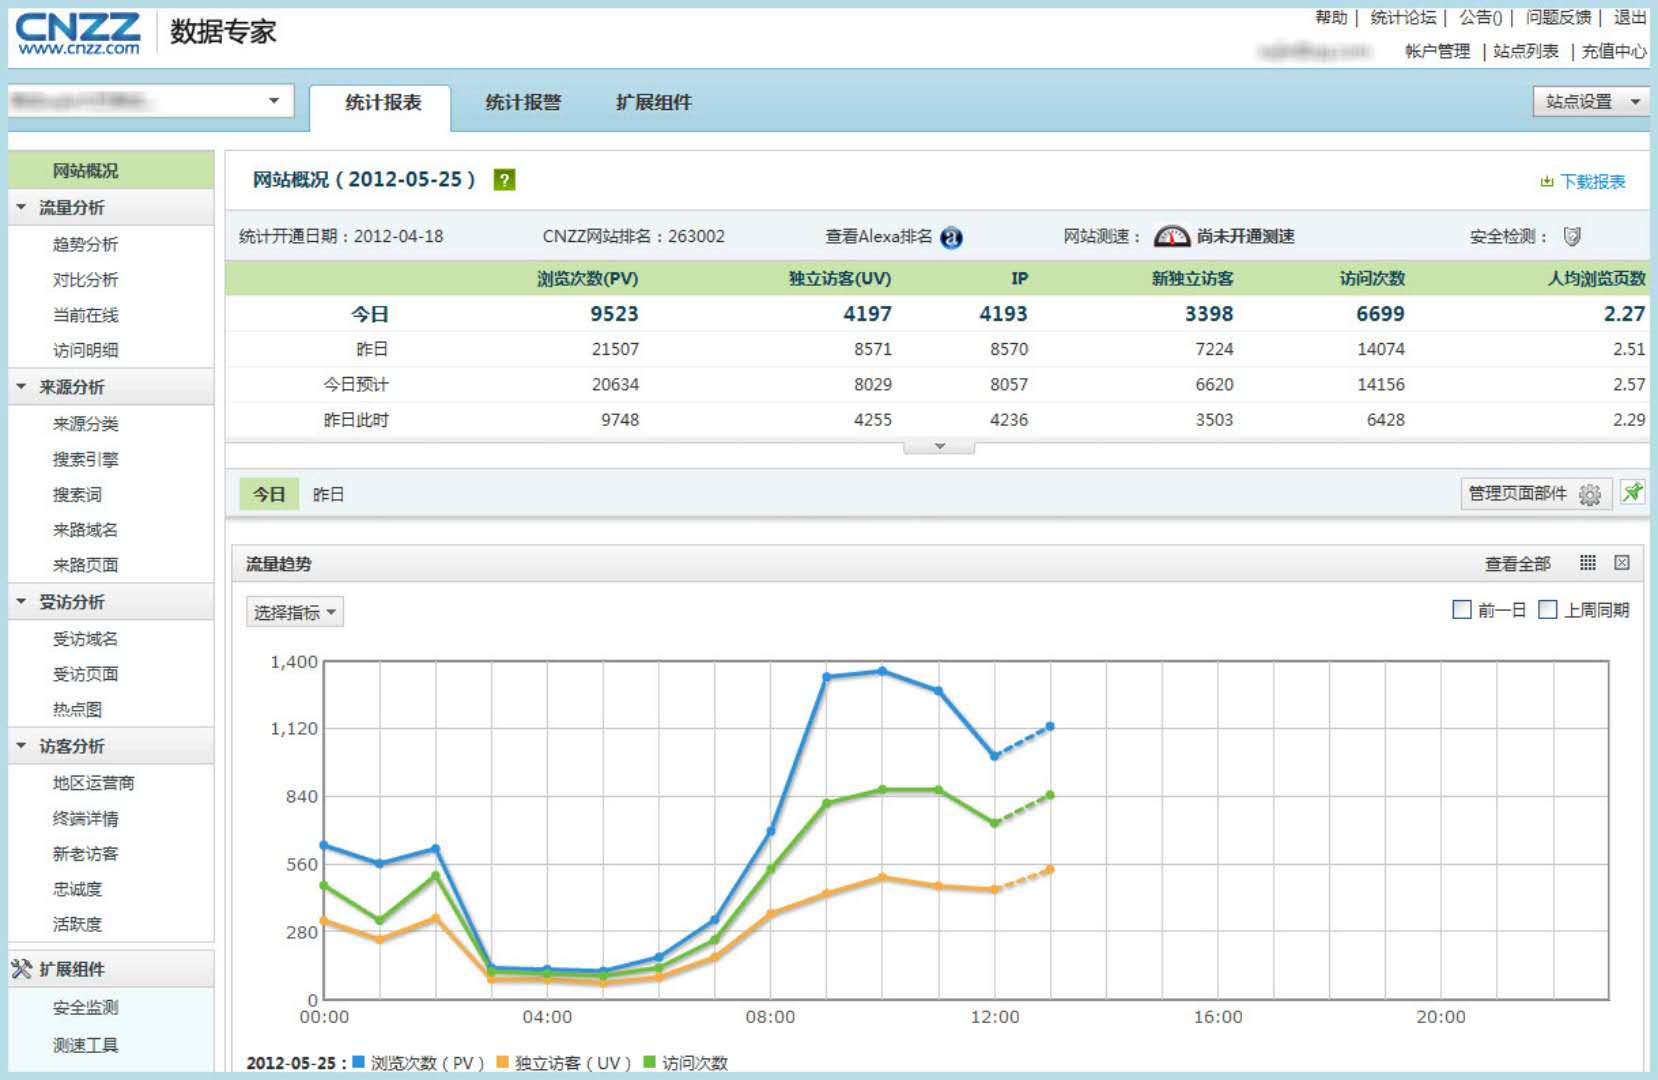 CNZZ 数据专家
www.cnzz.com
帮助 | 统计论坛 | 公告() | 问题反馈 | 退出
帐户管理 | 站点列表 | 充值中心
统计报表 统计报警 扩展组件 站点设置
网站概况
流量分析
趋势分析
对比分析
当前在线
访问明细
来源分析
来源分类
搜索引擎
搜索词
来路域名
来路页面
受访分析
受访域名
受访页面
热点图
访客分析
地区运营商
终端详情
新老访客
忠诚度
活跃度
扩展组件
安全监测
测速工具
网站概况(2012-05-25) ? 下载报表
统计开通日期:2012-04-18 CNZZ网站排名:263002 查看Alexa排名 a 网站测速: 尚未开通测速 安全检测:
浏览次数(PV) 独立访客(UV) IP 新独立访客 访问次数 人均浏览页数
今日 9523 4197 4193 3398 6699 2.27
昨日 21507 8571 8570 7224 14074 2.51
今日预计 20634 8029 8057 6620 14156 2.57
昨日此时 9748 4255 4236 3503 6428 2.29
今日 昨日 管理页面部件
流量趋势 查看全部
选择指标 前一日 上周同期
1,400
1,120
840
560
280
0
00:00 04:00 08:00 12:00 16:00 20:00
2012-05-25: 浏览次数(PV) 独立访客(UV) 访问次数